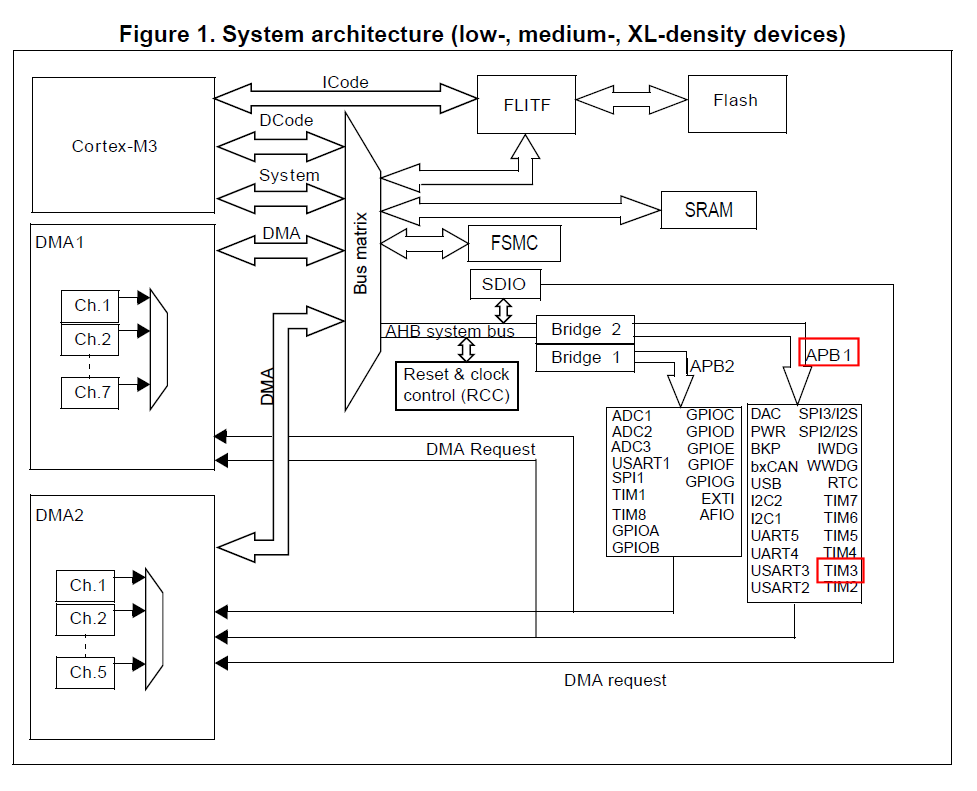 Figure 1. System architecture (low-, medium-, XL-density devices)
ICode
FLITF
Flash
Cortex-M3
DCode
System
SRAM
DMA
Bus matrix
FSMC
DMA1
Ch.1
Ch.2
Ch.7
SDIO
AHB system bus
Bridge 2
Bridge 1
APB1
APB2
Reset & clock
control (RCC)
DMA
DMA Request
ADC1 GPIOC
ADC2 GPIOD
ADC3 GPIOE
USART1 GPIOF
SPI1 GPIOG
TIM1 EXTI
TIM8 AFIO
GPIOA
GPIOB
DAC SPI3/I2S
PWR SPI2/I2S
BKP IWDG
bxCAN WWDG
USB RTC
I2C2 TIM7
I2C1 TIM6
UART5 TIM5
UART4 TIM4
USART3 TIM3
USART2 TIM2
DMA2
Ch.1
Ch.2
Ch.5
DMA request